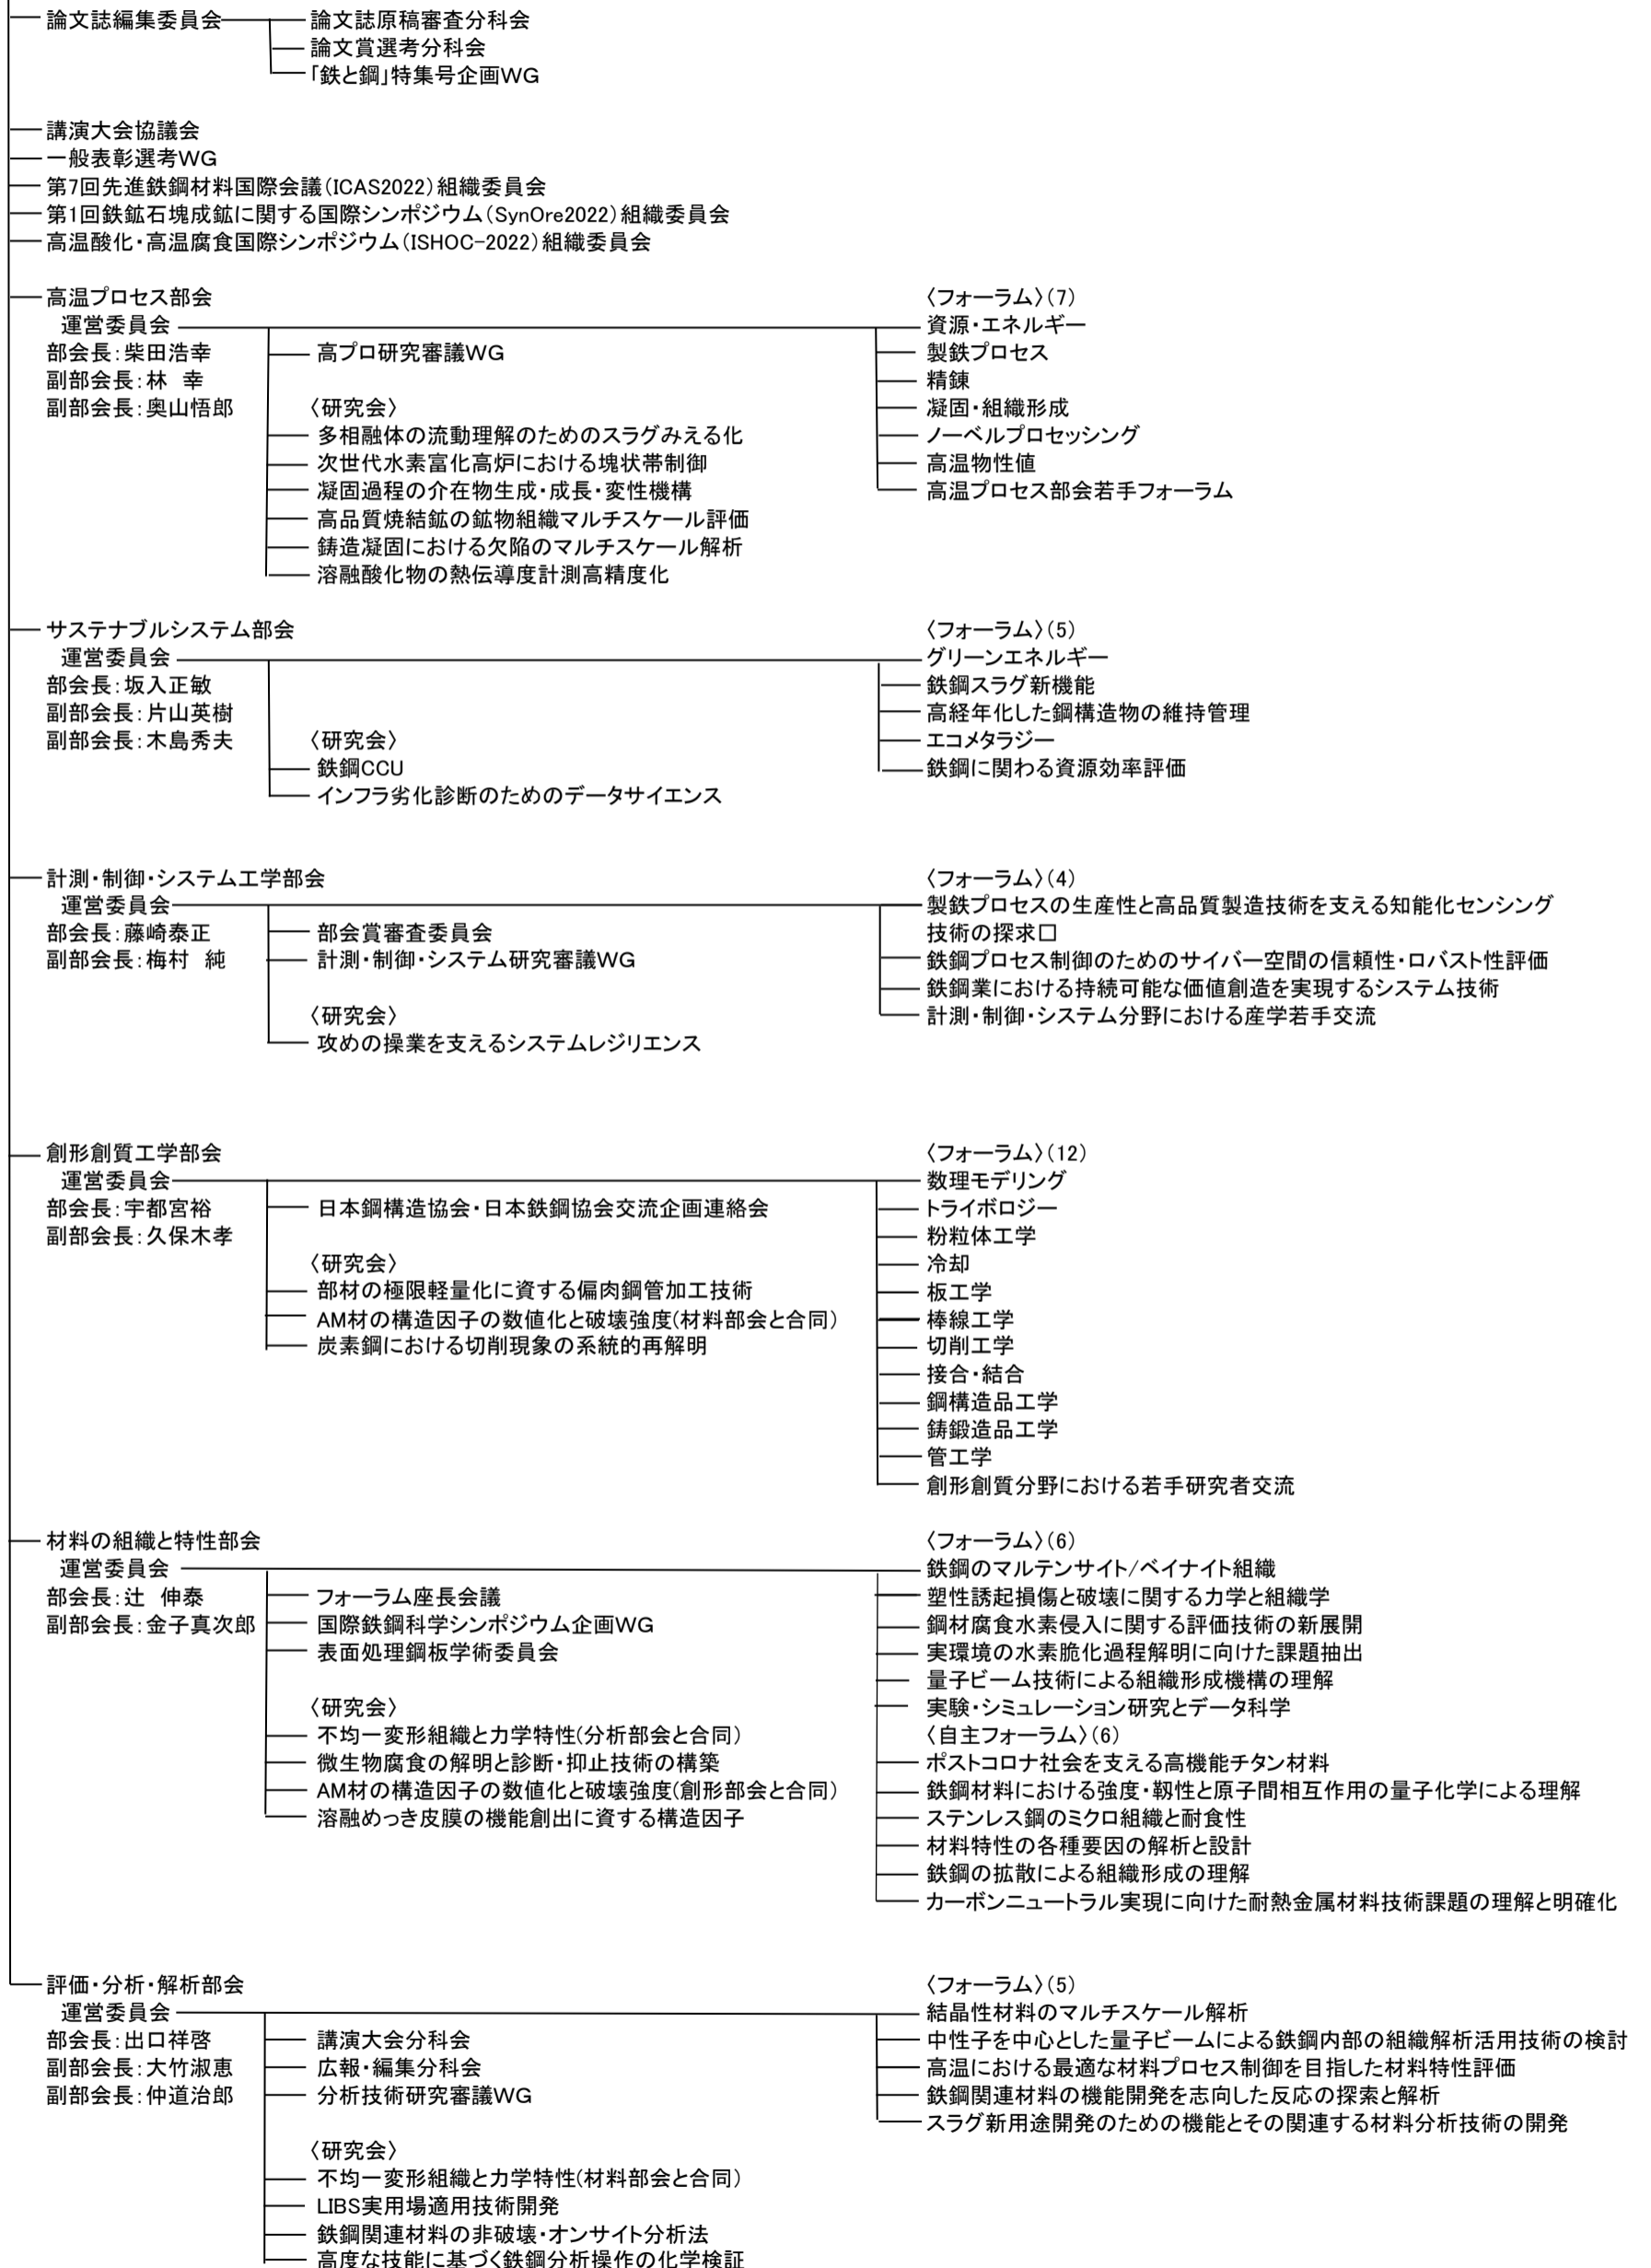 論文誌編集委員会
論文誌原稿審査分科会
論文賞選考分科会
「鉄と鋼」特集号企画WG
講演大会協議会
一般表彰選考WG
第7回先進鉄鋼材料国際会議(ICAS2022)組織委員会
第1回鉄鉱石塊成鉱に関する国際シンポジウム(SynOre2022)組織委員会
高温酸化・高温腐食国際シンポジウム(ISHOC-2022)組織委員会
高温プロセス部会
運営委員会
部会長:柴田浩幸
副部会長:林 幸
副部会長:奥山悟郎
高プロ研究審議WG
〈研究会〉
多相融体の流動理解のためのスラグみえる化
次世代水素富化高炉における塊状帯制御
凝固過程の介在物生成・成長・変性機構
高品質焼結鉱の鉱物組織マルチスケール評価
鋳造凝固における欠陥のマルチスケール解析
溶融酸化物の熱伝導度計測高精度化
〈フォーラム〉(7)
資源・エネルギー
製鉄プロセス
精錬
凝固・組織形成
ノーベルプロセッシング
高温物性値
高温プロセス部会若手フォーラム
サステナブルシステム部会
運営委員会
部会長:坂入正敏
副部会長:片山英樹
副部会長:木島秀夫
〈研究会〉
鉄鋼CCU
インフラ劣化診断のためのデータサイエンス
〈フォーラム〉(5)
グリーンエネルギー
鉄鋼スラグ新機能
高経年化した鋼構造物の維持管理
エコメタラジー
鉄鋼に関わる資源効率評価
計測・制御・システム工学部会
運営委員会
部会長:藤崎泰正
副部会長:梅村 純
部会賞審査委員会
計測・制御・システム研究審議WG
〈研究会〉
攻めの操業を支えるシステムレジリエンス
〈フォーラム〉(4)
製鉄プロセスの生産性と高品質製造技術を支える知能化センシング
技術の探求口
鉄鋼プロセス制御のためのサイバー空間の信頼性・ロバスト性評価
鉄鋼業における持続可能な価値創造を実現するシステム技術
計測・制御・システム分野における産学若手交流
創形創質工学部会
運営委員会
部会長:宇都宮裕
副部会長:久保木孝
日本鋼構造協会・日本鉄鋼協会交流企画連絡会
〈研究会〉
部材の極限軽量化に資する偏肉鋼管加工技術
AM材の構造因子の数値化と破壊強度(材料部会と合同)
炭素鋼における切削現象の系統的再解明
〈フォーラム〉(12)
数理モデリング
トライボロジー
粉粒体工学
冷却
板工学
棒線工学
切削工学
接合・結合
鋼構造品工学
鋳鍛造品工学
管工学
創形創質分野における若手研究者交流
材料の組織と特性部会
運営委員会
部会長:辻 伸泰
副部会長:金子真次郎
フォーラム座長会議
国際鉄鋼科学シンポジウム企画WG
表面処理鋼板学術委員会
〈研究会〉
不均一変形組織と力学特性(分析部会と合同)
微生物腐食の解明と診断・抑止技術の構築
AM材の構造因子の数値化と破壊強度(創形部会と合同)
溶融めっき皮膜の機能創出に資する構造因子
〈フォーラム〉(6)
鉄鋼のマルテンサイト/ベイナイト組織
塑性誘起損傷と破壊に関する力学と組織学
鋼材腐食水素侵入に関する評価技術の新展開
実環境の水素脆化過程解明に向けた課題抽出
量子ビーム技術による組織形成機構の理解
実験・シミュレーション研究とデータ科学
〈自主フォーラム〉(6)
ポストコロナ社会を支える高機能チタン材料
鉄鋼材料における強度・靱性と原子間相互作用の量子化学による理解
ステンレス鋼のミクロ組織と耐食性
材料特性の各種要因の解析と設計
鉄鋼の拡散による組織形成の理解
カーボンニュートラル実現に向けた耐熱金属材料技術課題の理解と明確化
評価・分析・解析部会
運営委員会
部会長:出口祥啓
副部会長:大竹淑恵
副部会長:仲道治郎
講演大会分科会
広報・編集分科会
分析技術研究審議WG
〈研究会〉
不均一変形組織と力学特性(材料部会と合同)
LIBS実用場適用技術開発
鉄鋼関連材料の非破壊・オンサイト分析法
高度な技能に基づく鉄鋼分析操作の化学検証
〈フォーラム〉(5)
結晶性材料のマルチスケール解析
中性子を中心とした量子ビームによる鉄鋼内部の組織解析活用技術の検討
高温における最適な材料プロセス制御を目指した材料特性評価
鉄鋼関連材料の機能開発を志向した反応の探索と解析
スラグ新用途開発のための機能とその関連する材料分析技術の開発